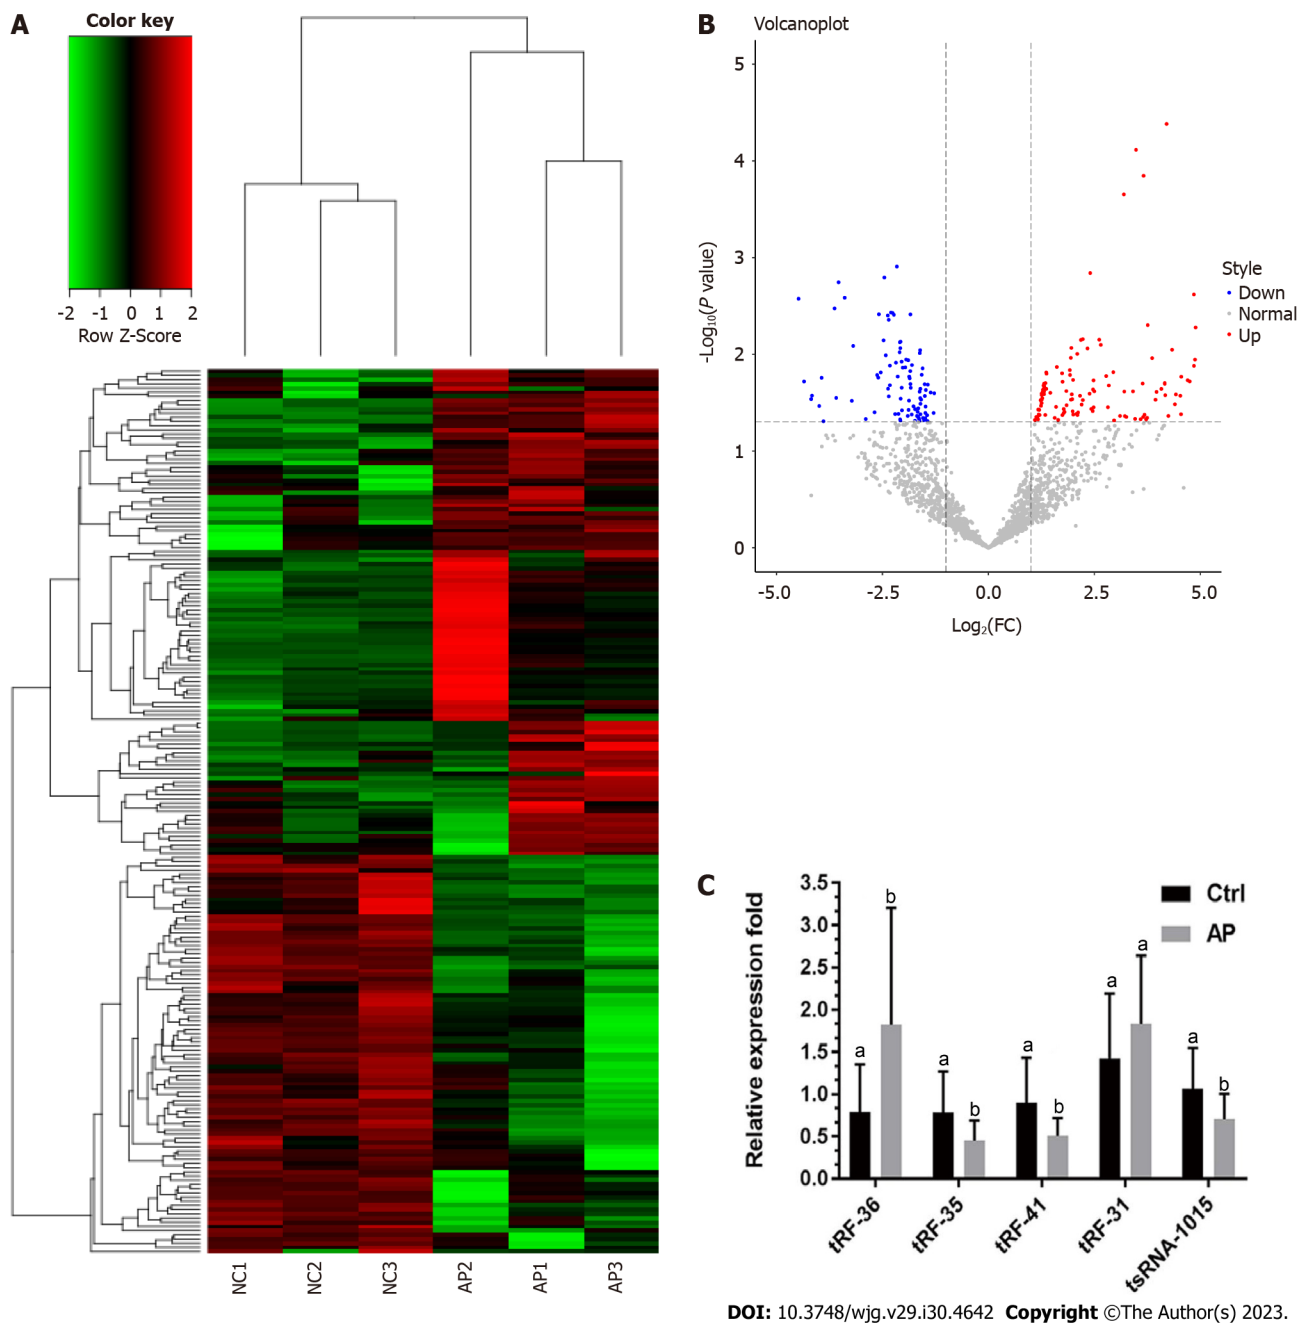 A
Color key
-2 -1 0 1 2
Row Z-Score
NC1 NC2 NC3 AP2 AP1 AP3
B
Volcanoplot
5
4
3
2
1
0
-Log10(P value)
-5.0 -2.5 0.0 2.5 5.0
Log2(FC)
Style
Down
Normal
Up
C
3.5
3.0
2.5
2.0
1.5
1.0
0.5
0.0
Relative expression fold
Ctrl
AP
a b a b a b a a a b
tRF-36 tRF-35 tRF-41 tRF-31 tsRNA-1015
DOI: 10.3748/wjg.v29.i30.4642 Copyright ©The Author(s) 2023.